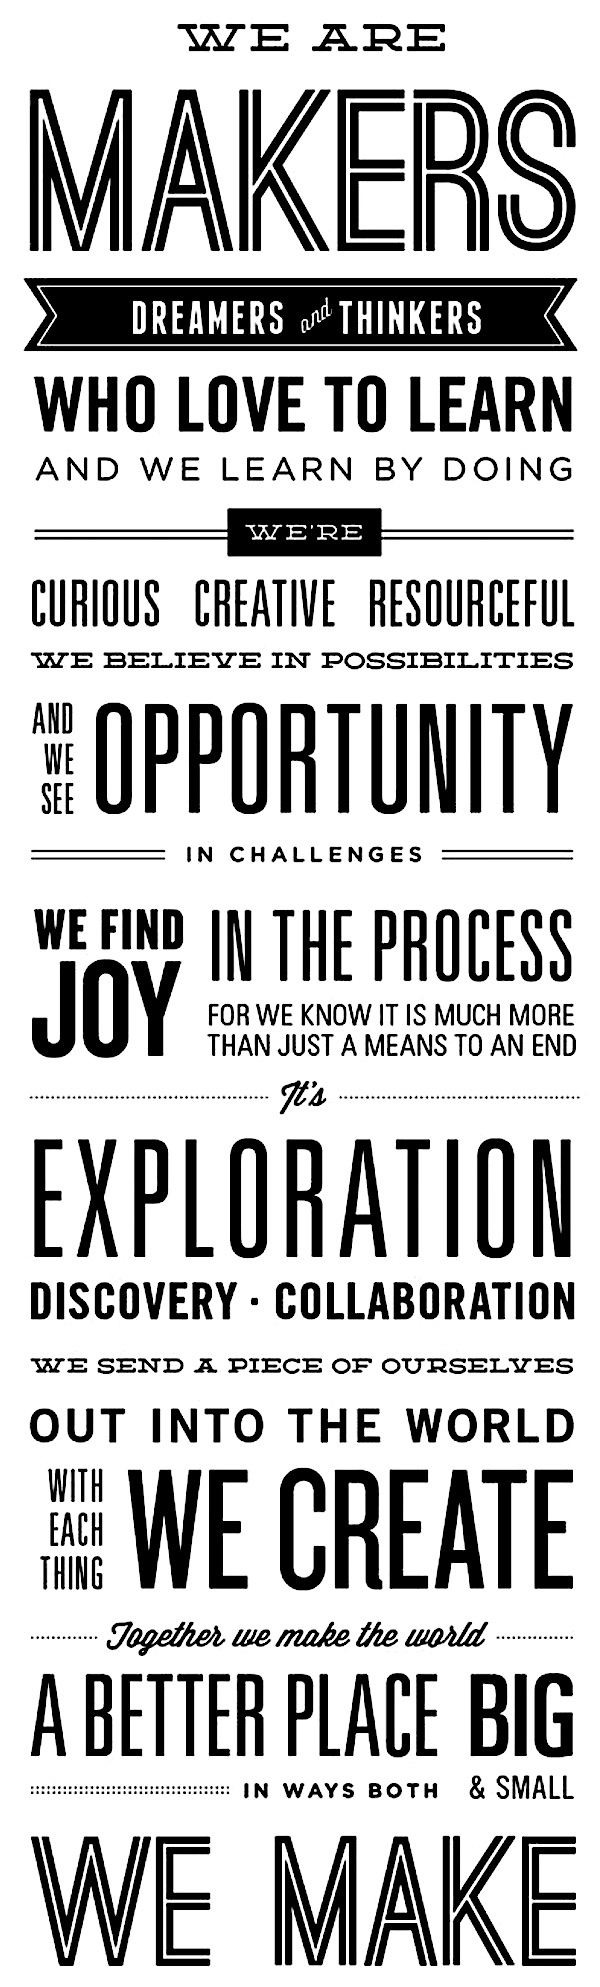 WE ARE
MAKERS
DREAMERS and THINKERS
WHO LOVE TO LEARN
AND WE LEARN BY DOING
WE'RE
CURIOUS CREATIVE RESOURCEFUL
WE BELIEVE IN POSSIBILITIES
AND
WE
SEE
OPPORTUNITY
IN CHALLENGES
WE FIND
JOY
IN THE PROCESS
FOR WE KNOW IT IS MUCH MORE
THAN JUST A MEANS TO AN END
It's
EXPLORATION
DISCOVERY · COLLABORATION
WE SEND A PIECE OF OURSELVES
OUT INTO THE WORLD
WITH
EACH
THING
WE CREATE
Together we make the world
A BETTER PLACE
IN WAYS BOTH
BIG
& SMALL
WE MAKE